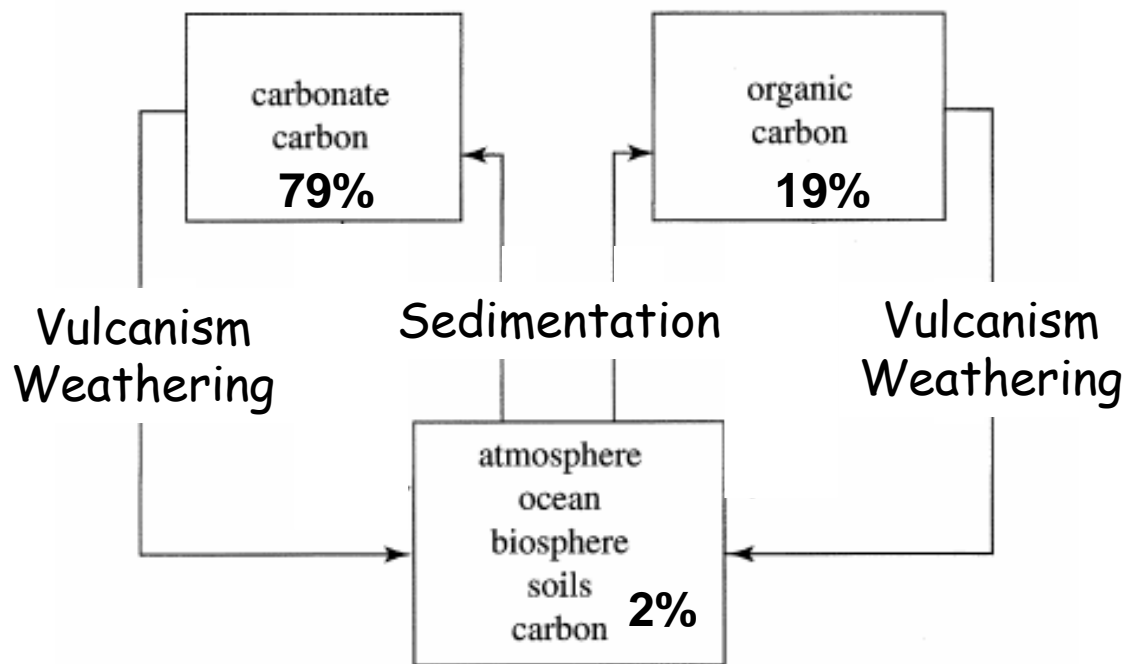 carbonate
carbon
79%
organic
carbon
19%
Vulcanism
Weathering
Sedimentation
Vulcanism
Weathering
atmosphere
ocean
biosphere
soils
carbon 2%